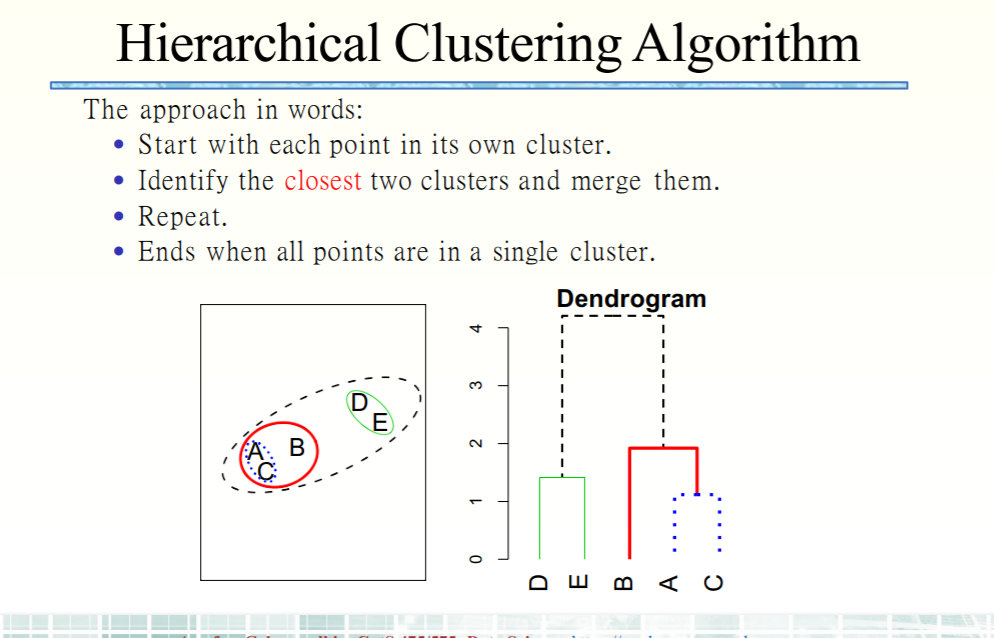 Hierarchical Clustering Algorithm
The approach in words:
• Start with each point in its own cluster.
• Identify the closest two clusters and merge them.
• Repeat.
• Ends when all points are in a single cluster.
Dendrogram
D
E
A
B
C
4
3
2
1
0
D E B A C